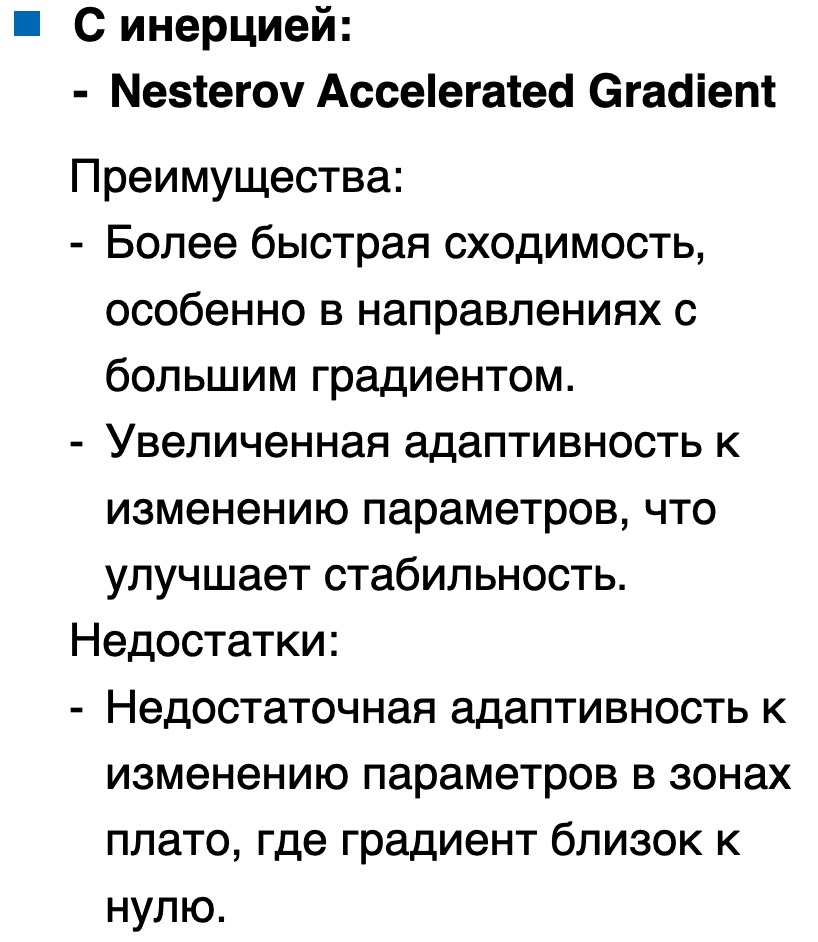 С инерцией:
- Nesterov Accelerated Gradient
Преимущества:
- Более быстрая сходимость,
особенно в направлениях с
большим градиентом.
- Увеличенная адаптивность к
изменению параметров, что
улучшает стабильность.
Недостатки:
- Недостаточная адаптивность к
изменению параметров в зонах
плато, где градиент близок к
нулю.